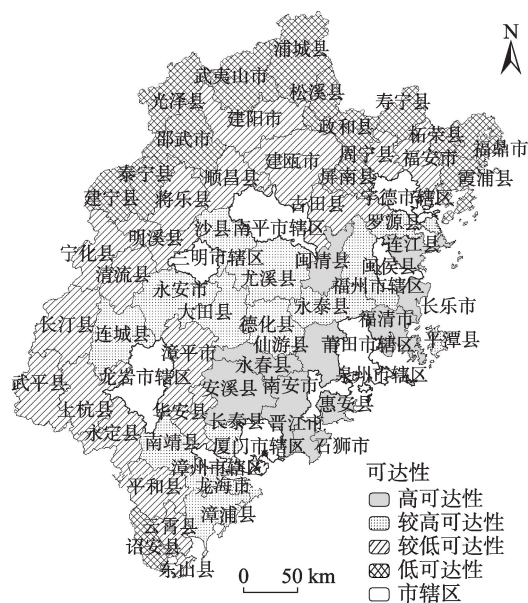 N
浦城县
武夷山市
光泽县
松溪县
寿宁县
建阳市
政和县
柘荣县
邵武市
福鼎市
周宁县
福安市
建瓯市
泰宁县
屏南县
霞浦县
顺昌县
建宁县
将乐县
宁德市辖区
古田县
罗源县
沙县
南平市辖区
明溪县
连江县
宁化县
三明市辖区
闽清县
闽侯县
清流县
尤溪县
福州市辖区
永安市
长乐市
大田县
永泰县
福清市
长汀县
连城县
德化县
平潭县
仙游县
莆田市辖区
漳平市
永春县
龙岩市辖区
泉州市辖区
武平县
安溪县
南安市
上杭县
华安县
惠安县
永定县
长泰县
晋江市
南靖县
厦门市辖区
石狮市
漳州市辖区
平和县
龙海市
漳浦县
云霄县
诏安县
东山县
可达性
高可达性
较高可达性
较低可达性
低可达性
市辖区
0 50 km